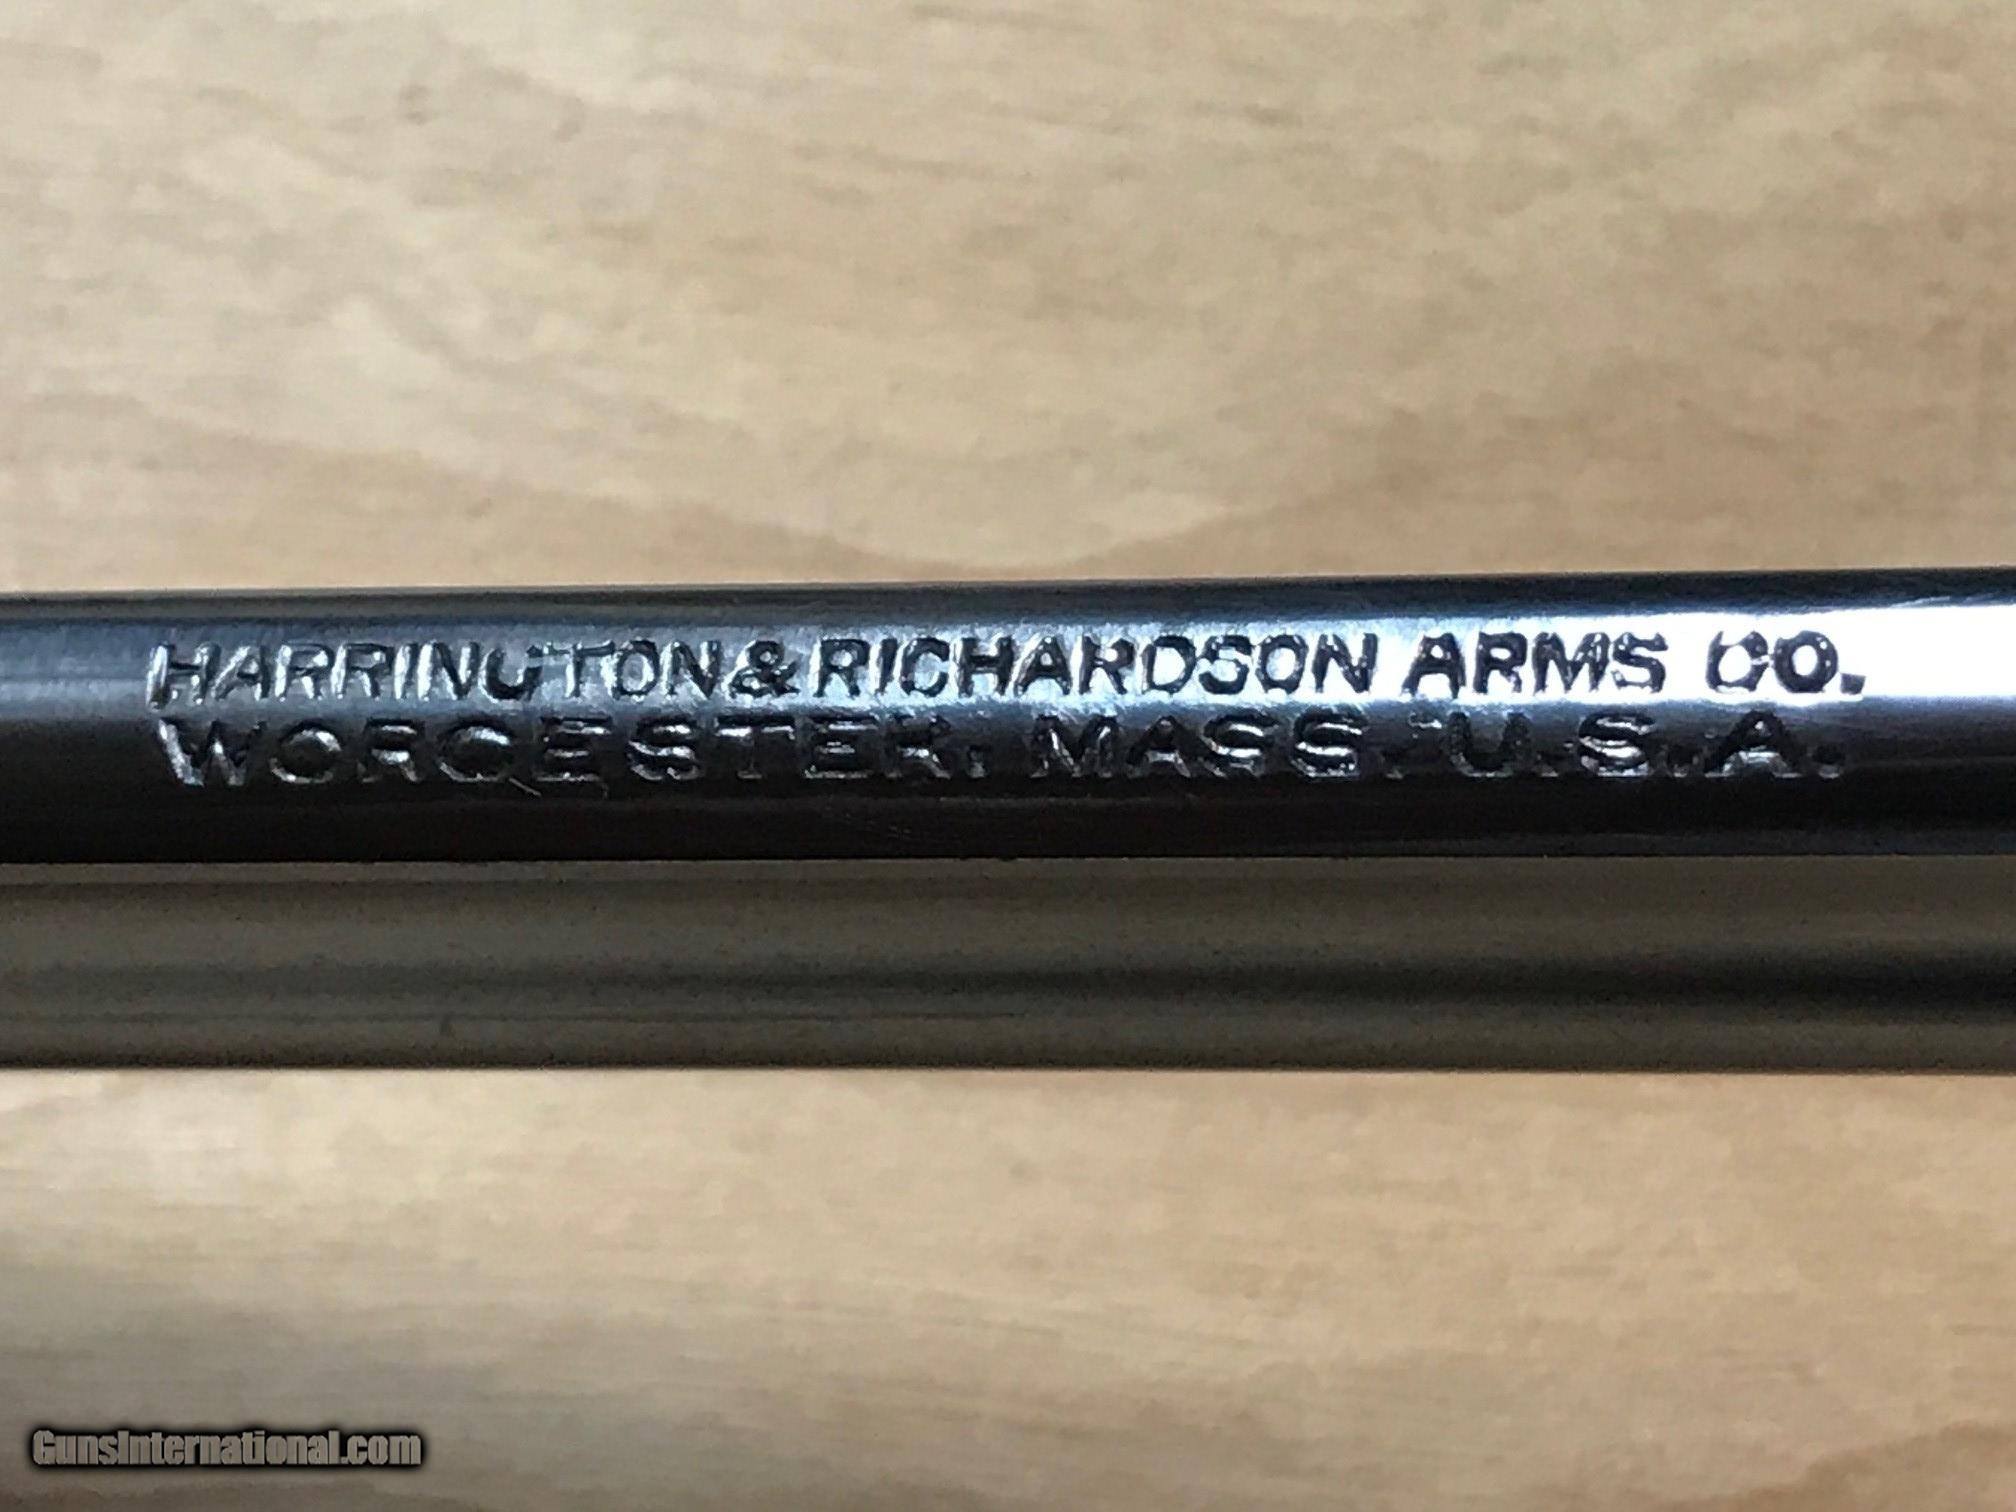 HARRINGTON & RICHARDSON ARMS CO.
WORCESTER, MASS. U.S.A.
GunsInternational.com